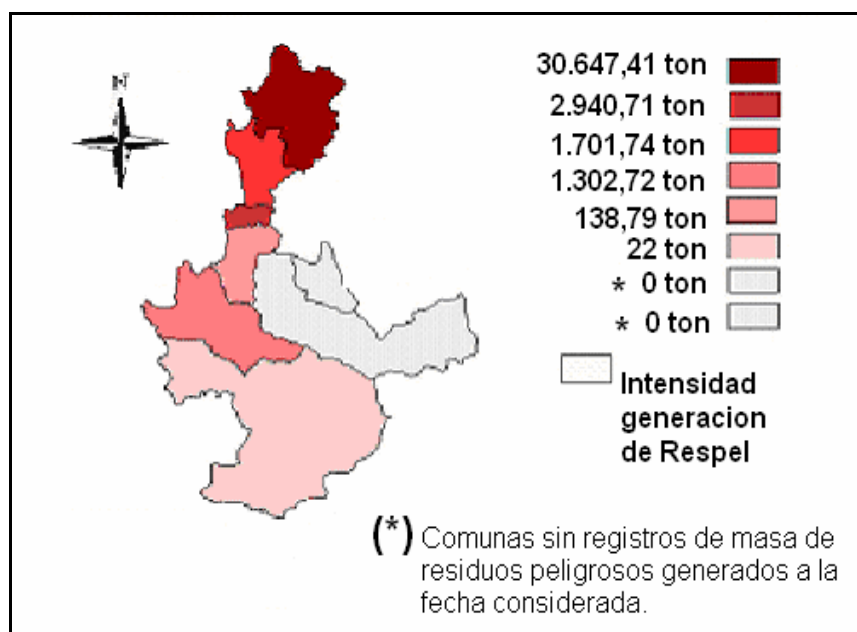 N
30.647,41 ton
2.940,71 ton
1.701,74 ton
1.302,72 ton
138,79 ton
22 ton
* 0 ton
* 0 ton
Intensidad
generacion
de Respel
(*) Comunas sin registros de masa de
residuos peligrosos generados a la
fecha considerada.